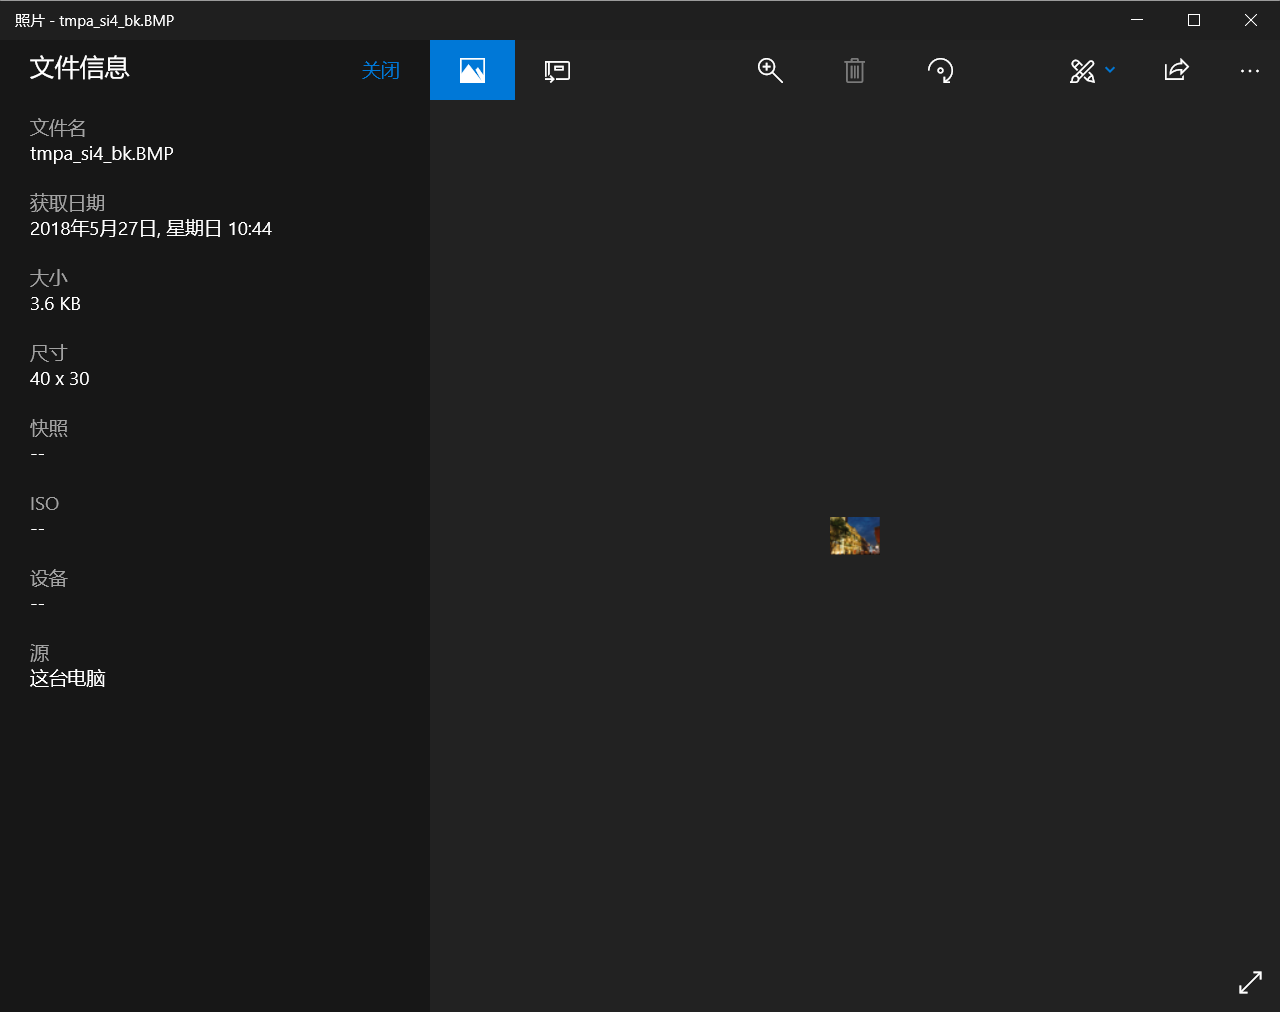 照片 - tmpa_si4_bk.BMP
文件信息
关闭
文件名
tmpa_si4_bk.BMP
获取日期
2018年5月27日, 星期日 10:44
大小
3.6 KB
尺寸
40 x 30
快照
--
ISO
--
设备
--
源
这台电脑